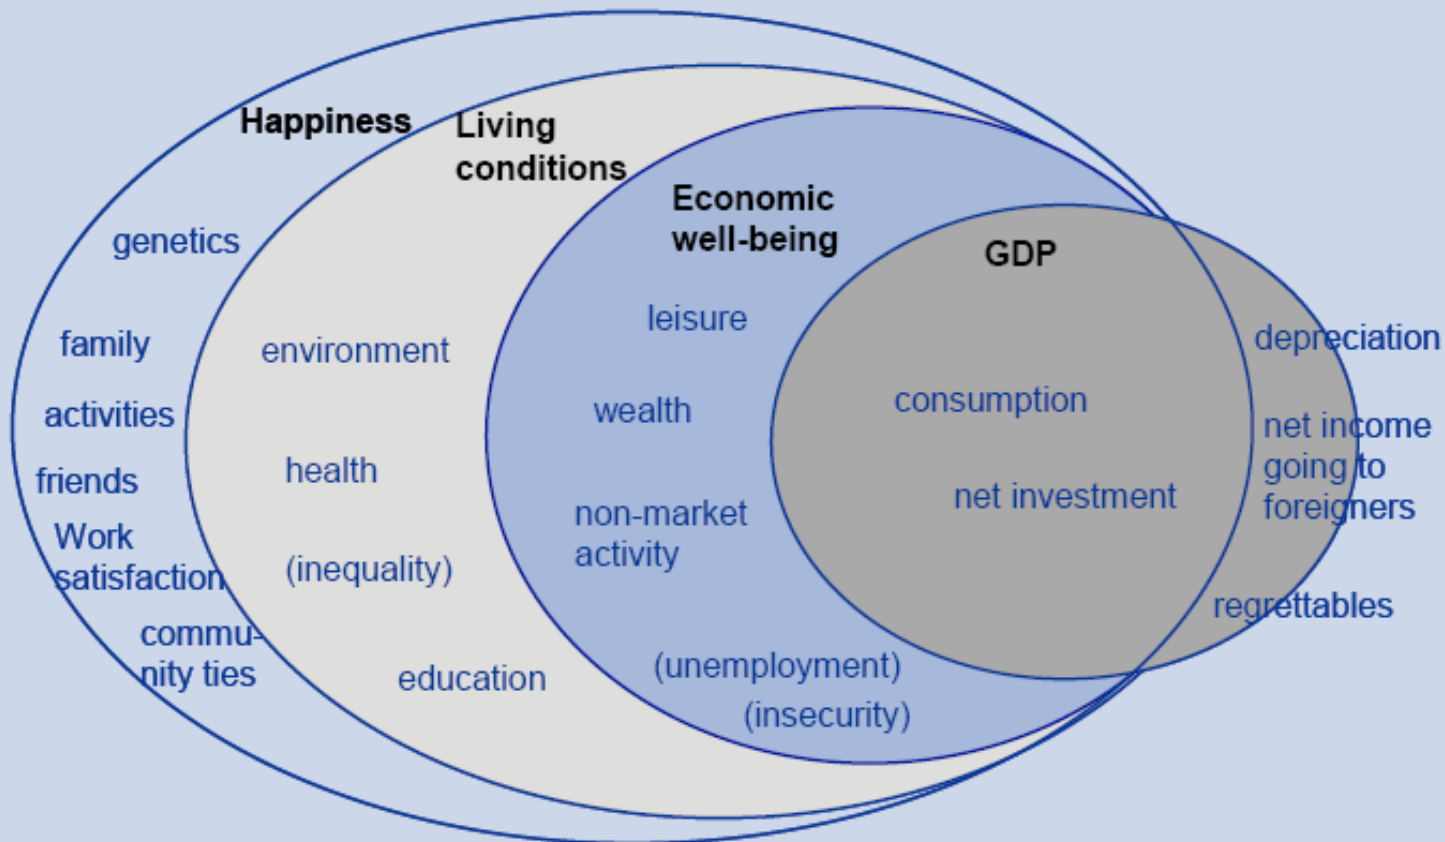 Happiness
Living
conditions
Economic
well-being
GDP
genetics
family
activities
friends
Work
satisfaction
commu-
nity ties
environment
health
(inequality)
education
leisure
wealth
non-market
activity
(unemployment)
(insecurity)
consumption
net investment
depreciation
net income
going to
foreigners
regrettables